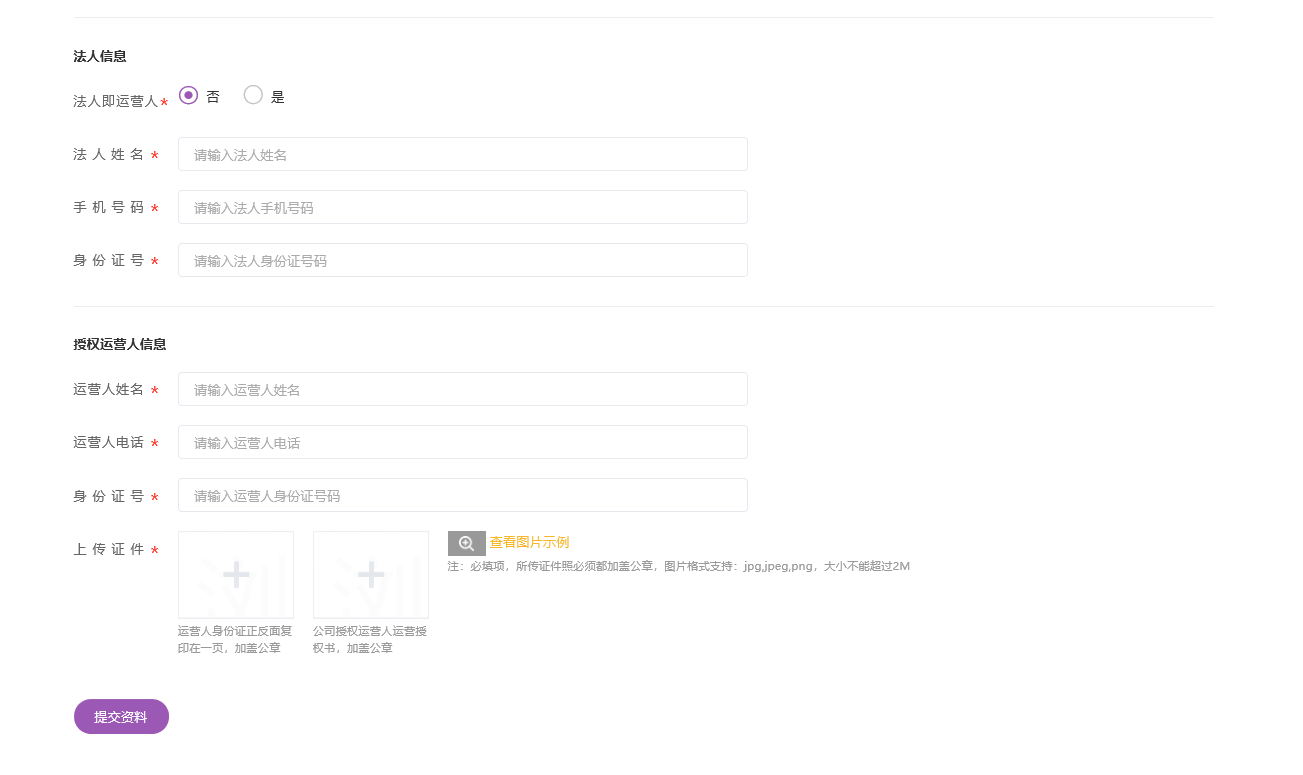 法人信息
法人即运营人* 否 是
法人姓名* 请输入法人姓名
手机号码* 请输入法人手机号码
身份证号* 请输入法人身份证号码
授权运营人信息
运营人姓名* 请输入运营人姓名
运营人电话* 请输入运营人电话
身份证号* 请输入运营人身份证号码
上传证件* 查看图片示例
注：必填项，所传证件照必须都加盖公章，图片格式支持：jpg,jpeg,png，大小不能超过2M
运营人身份证正反面复
印在一页，加盖公章
公司授权运营人运营授
权书，加盖公章
提交资料